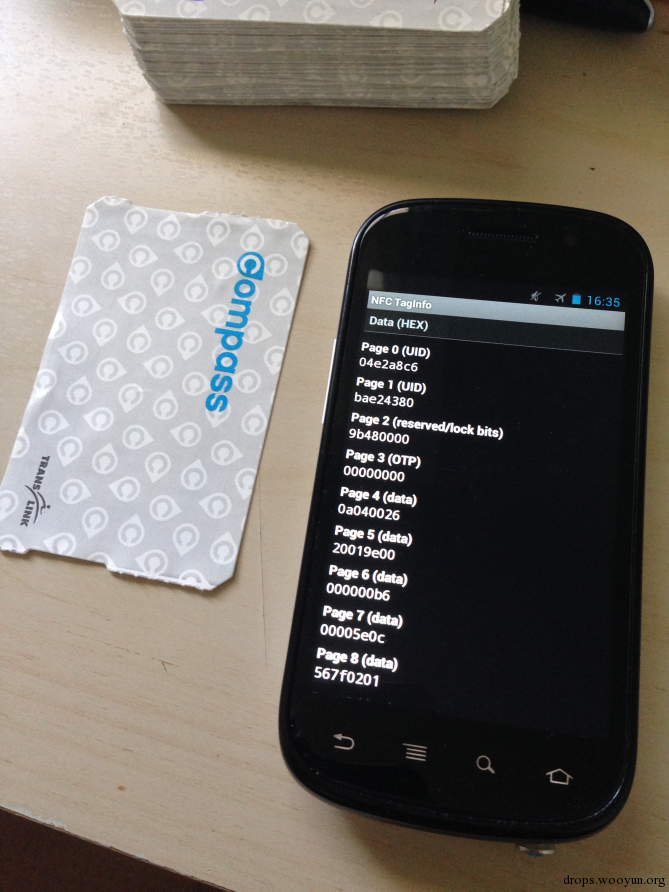 Compass
TRANS LINK
16:35
NFC TagInfo
Data (HEX)
Page 0 (UID)
04e2a8c6
Page 1 (UID)
bae24380
Page 2 (reserved/lock bits)
9b480000
Page 3 (OTP)
00000000
Page 4 (data)
0a040026
Page 5 (data)
20019e00
Page 6 (data)
000000b6
Page 7 (data)
00005e0c
Page 8 (data)
567f0201
drops.wooyun.org